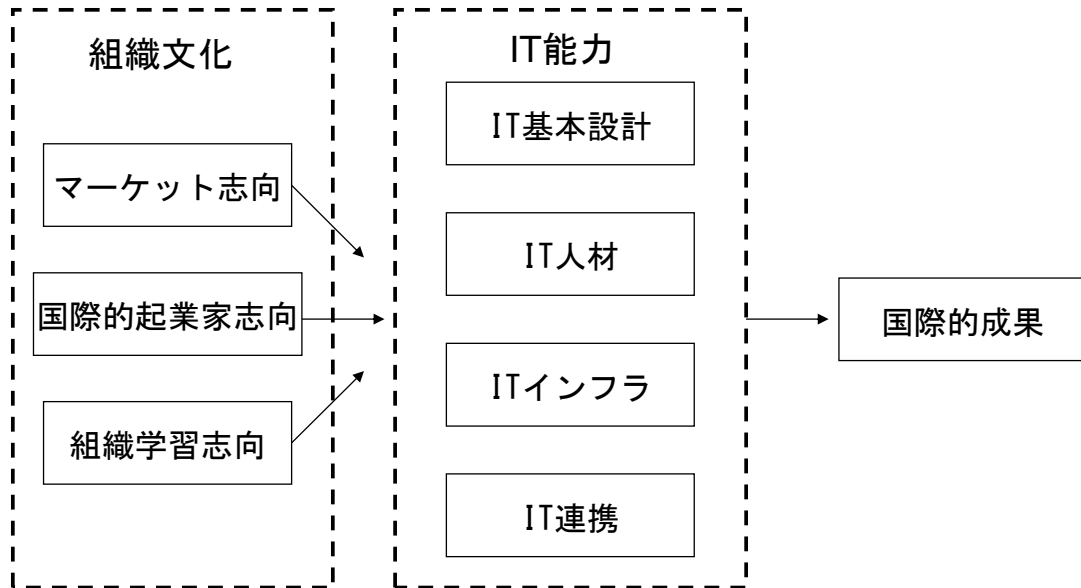 組織文化
マーケット志向
国際的起業家志向
組織学習志向
IT能力
IT基本設計
IT人材
ITインフラ
IT連携
国際的成果